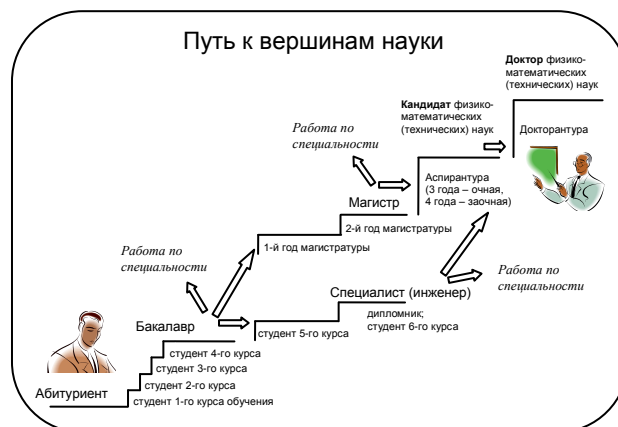 Путь к вершинам науки
Доктор физико-
математических
(технических) наук
Кандидат физико-
математических
(технических) наук
Докторантура
Работа по
специальности
Аспирантура
(3 года – очная,
4 года – заочная)
Магистр
2-й год магистратуры
1-й год магистратуры
Работа по
специальности
Работа по
специальности
Специалист (инженер)
дипломник;
студент 6-го курса
студент 5-го курса
Бакалавр
студент 4-го курса
студент 3-го курса
студент 2-го курса
студент 1-го курса обучения
Абитуриент